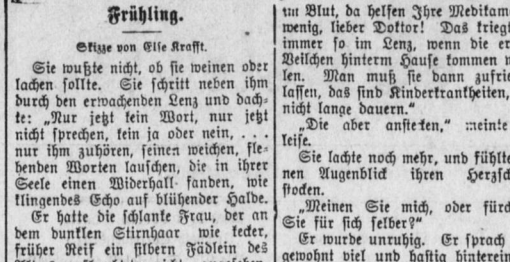 Frühling.
Skizze von Else Krafft.
Sie wußte nicht, ob sie weinen oder
lachen sollte. Sie schritt neben ihm
durch den erwachenden Lenz und dach-
te: „Nur jetzt kein Wort, nur jetzt
nicht sprechen, kein ja oder nein, . . .
nur ihm zuhören, seinen weichen, fle-
henden Worten lauschen, die in ihrer
Seele einen Widerhall fanden, wie
klingendes Echo auf blühender Halde.
Er hatte die schlanke Frau, der an
dem dunklen Stirnhaar wie kecker,
früher Reif ein silbern Fädlein des
Blut, da helfen Ihre Medikam
wenig, lieber Doktor! Das kriegt
immer so im Lenz, wenn die er
Veilchen hinterm Hause kommen w
len. Man muß sie dann zufrie
lassen, das sind Kinderkrankheiten,
nicht lange dauern.“
„Die aber anstecken,“ meinte
leise.
Sie lachte noch mehr, und fühlte
nen Augenblick ihren Herzsch
stocken.
„Meinen Sie mich, oder fürc
Sie für sich selber?“
Er wurde unruhig. Er sprach
gewohnt viel und hastig hinterein